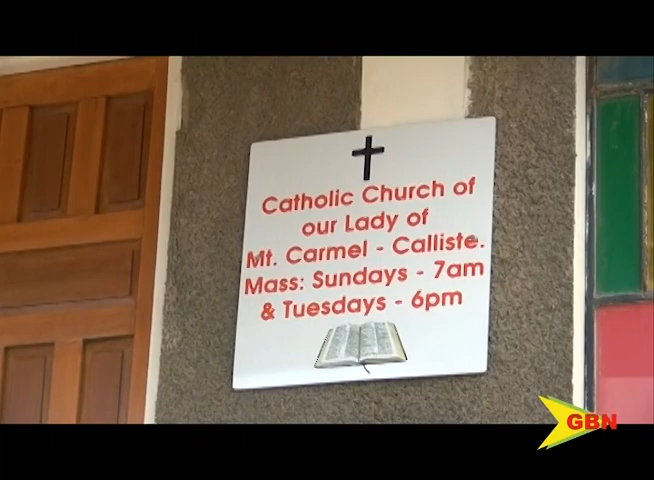 Catholic Church of
our Lady of
Mt. Carmel - Calliste.
Mass: Sundays - 7am
& Tuesdays - 6pm
GBN